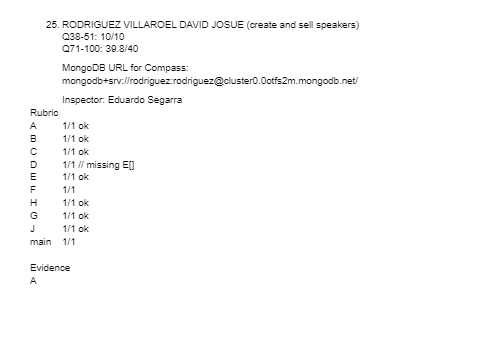 25. RODRIGUEZ VILLAROEL DAVID JOSUE (create and sell speakers)
Q38-51: 10/10
Q71-100: 39.8/40
MongoDB URL for Compass:
mongodb+srv://rodriguez:rodriguez@cluster0.0otfs2m.mongodb.net/
Inspector: Eduardo Segarra
Rubric
A 1/1 ok
B 1/1 ok
C 1/1 ok
D 1/1 // missing E[]
E 1/1 ok
F 1/1
H 1/1 ok
G 1/1 ok
J 1/1 ok
main 1/1
Evidence
A